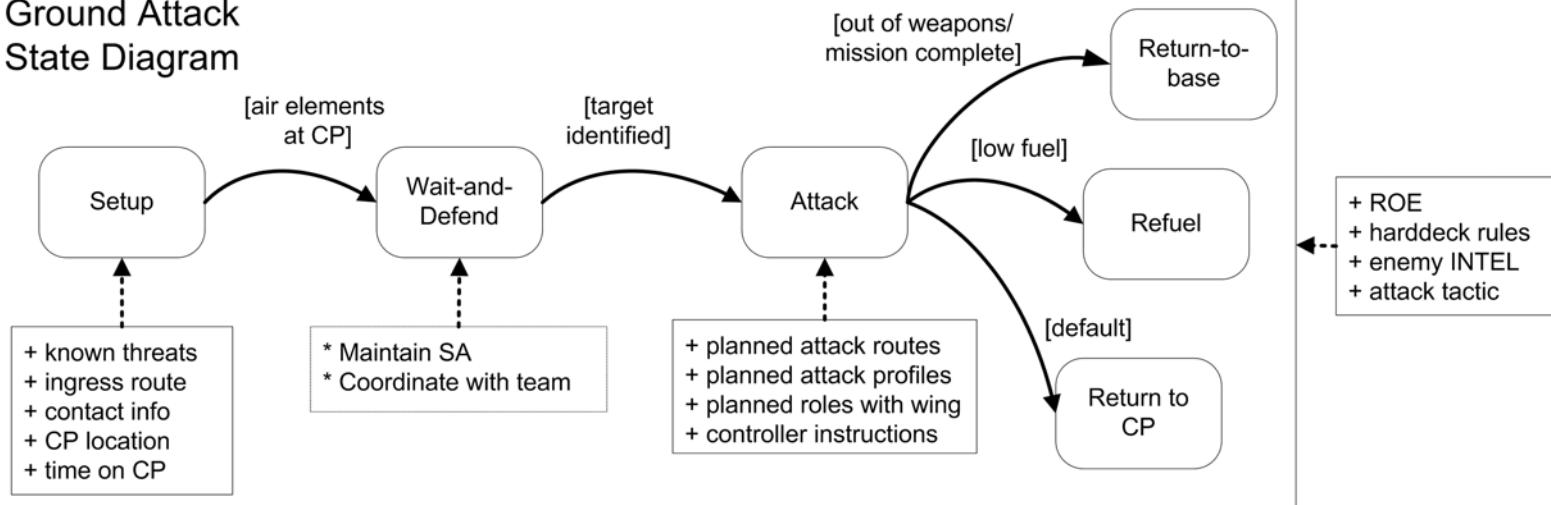 Ground Attack
State Diagram
[air elements
at CP]
[target
identified]
[out of weapons/
mission complete]
[low fuel]
[default]
Setup
Wait-and-
Defend
Attack
Return-to-
base
Refuel
Return to
CP
+ known threats
+ ingress route
+ contact info
+ CP location
+ time on CP
* Maintain SA
* Coordinate with team
+ planned attack routes
+ planned attack profiles
+ planned roles with wing
+ controller instructions
+ ROE
+ harddeck rules
+ enemy INTEL
+ attack tactic